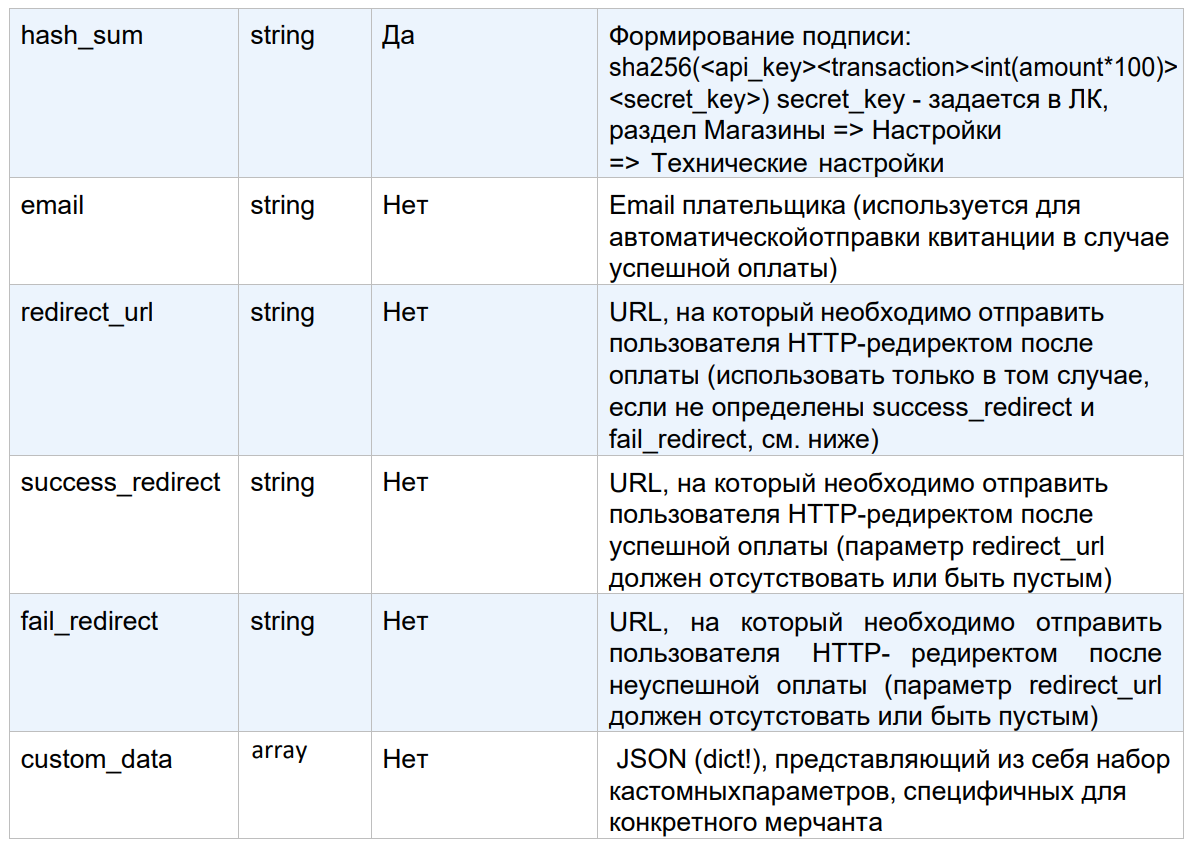 hash_sum string Да Формирование подписи:
sha256(<api_key><transaction><int(amount*100)>
<secret_key>) secret_key - задается в ЛК,
раздел Магазины => Настройки
=> Технические настройки
email string Нет Email плательщика (используется для
автоматическойотправки квитанции в случае
успешной оплаты)
redirect_url string Нет URL, на который необходимо отправить
пользователя HTTP-редиректом после
оплаты (использовать только в том случае,
если не определены success_redirect и
fail_redirect, см. ниже)
success_redirect string Нет URL, на который необходимо отправить
пользователя HTTP-редиректом после
успешной оплаты (параметр redirect_url
должен отсутствовать или быть пустым)
fail_redirect string Нет URL, на который необходимо отправить
пользователя HTTP- редиректом после
неуспешной оплаты (параметр redirect_url
должен отсутстовать или быть пустым)
custom_data array Нет JSON (dict!), представляющий из себя набор
кастомныхпараметров, специфичных для
конкретного мерчанта